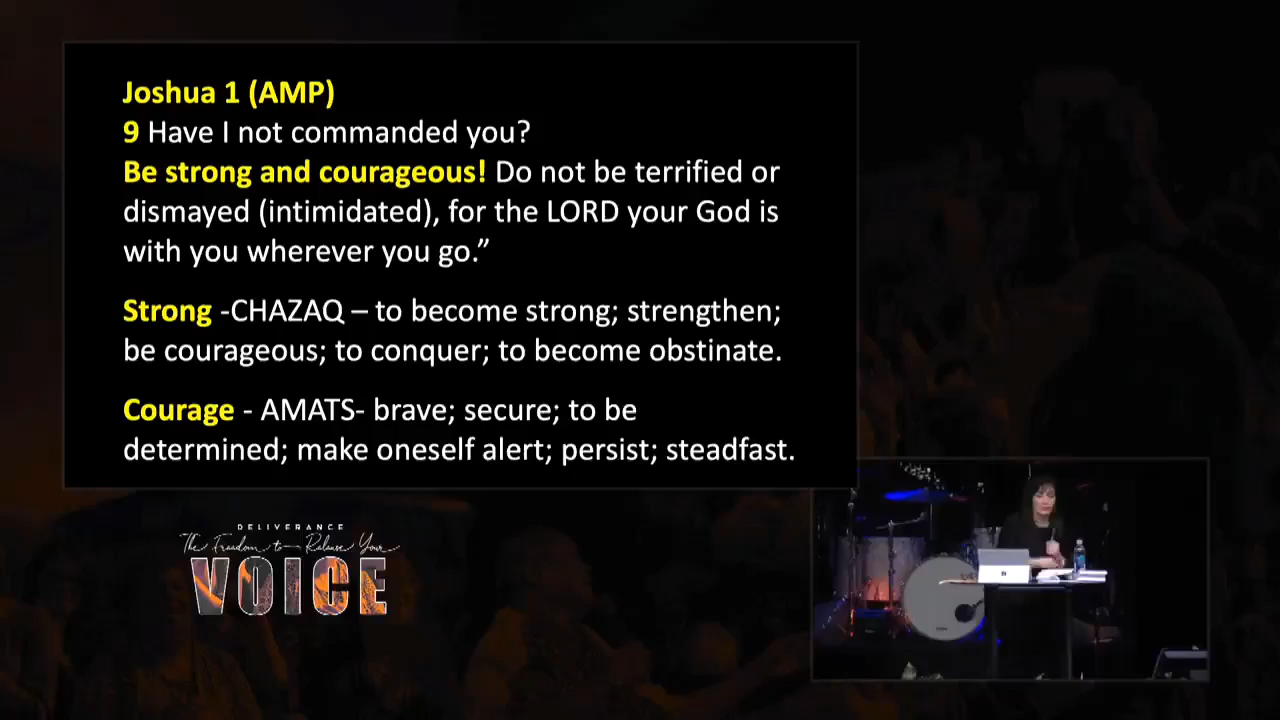 Joshua 1 (AMP)
9 Have I not commanded you?
Be strong and courageous! Do not be terrified or
dismayed (intimidated), for the LORD your God is
with you wherever you go.”
Strong -CHAZAQ – to become strong; strengthen;
be courageous; to conquer; to become obstinate.
Courage - AMATS- brave; secure; to be
determined; make oneself alert; persist; steadfast.
DELIVERANCE
The Freedom to Release Your
VOICE